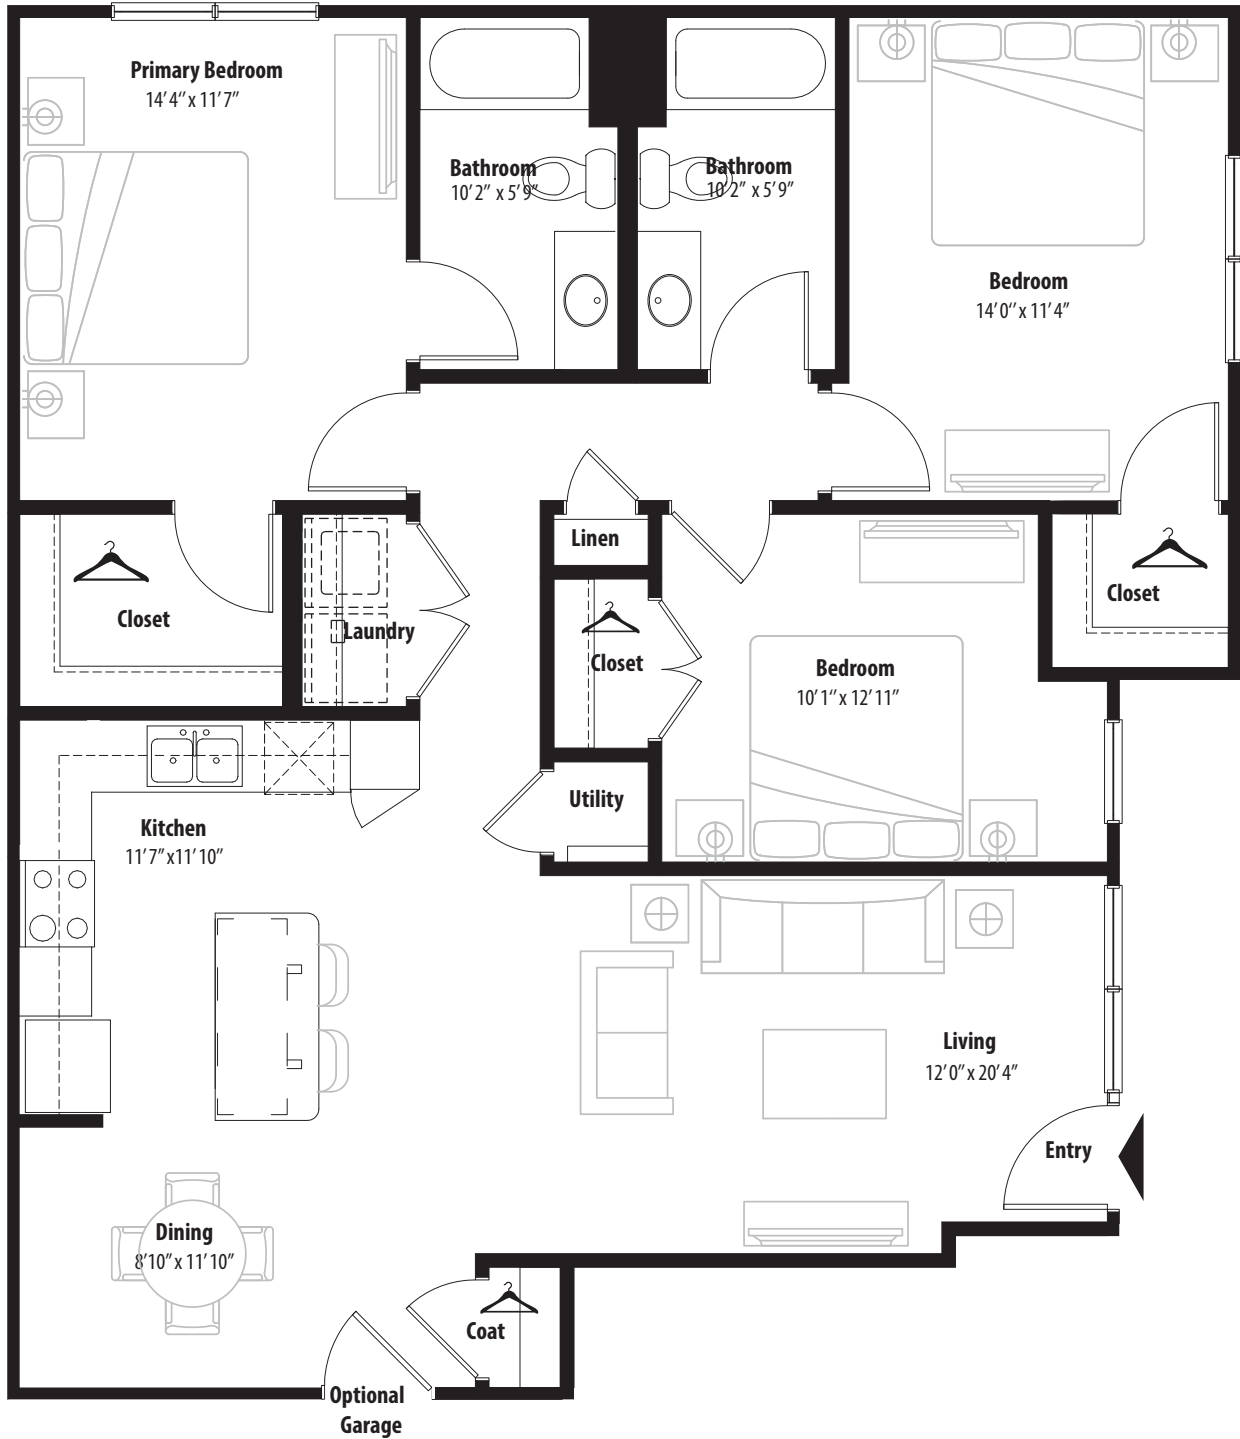 Primary Bedroom
14'4" x 11'7"
Bathroom
10'2" x 5'9"
Bathroom
10'2" x 5'9"
Bedroom
14'0" x 11'4"
Closet
Laundry
Linen
Closet
Bedroom
10'1" x 12'11"
Closet
Utility
Kitchen
11'7" x11'10"
Living
12'0" x 20'4"
Entry
Dining
8'10" x 11'10"
Coat
Optional
Garage